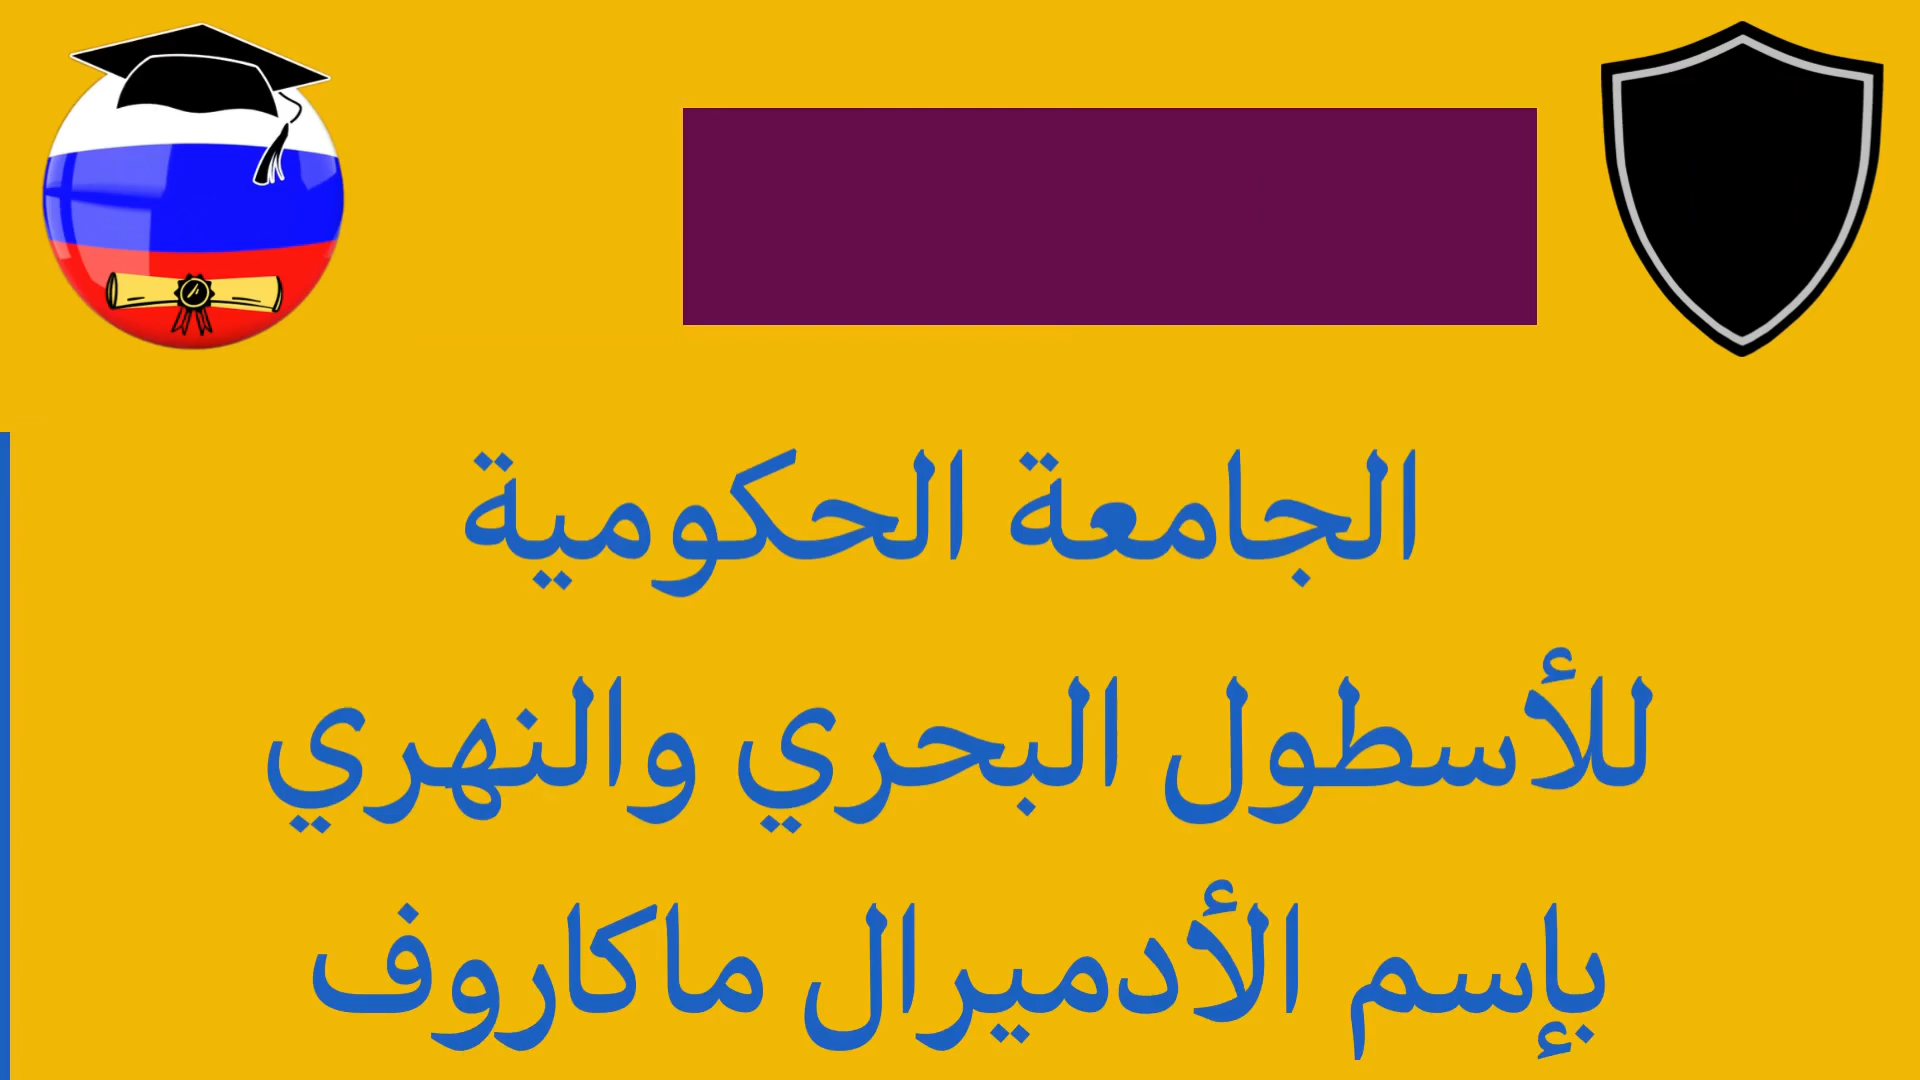 الجامعة الحكومية
للأسطول البحري والنهري
بإسم الأدميرال ماكاروف